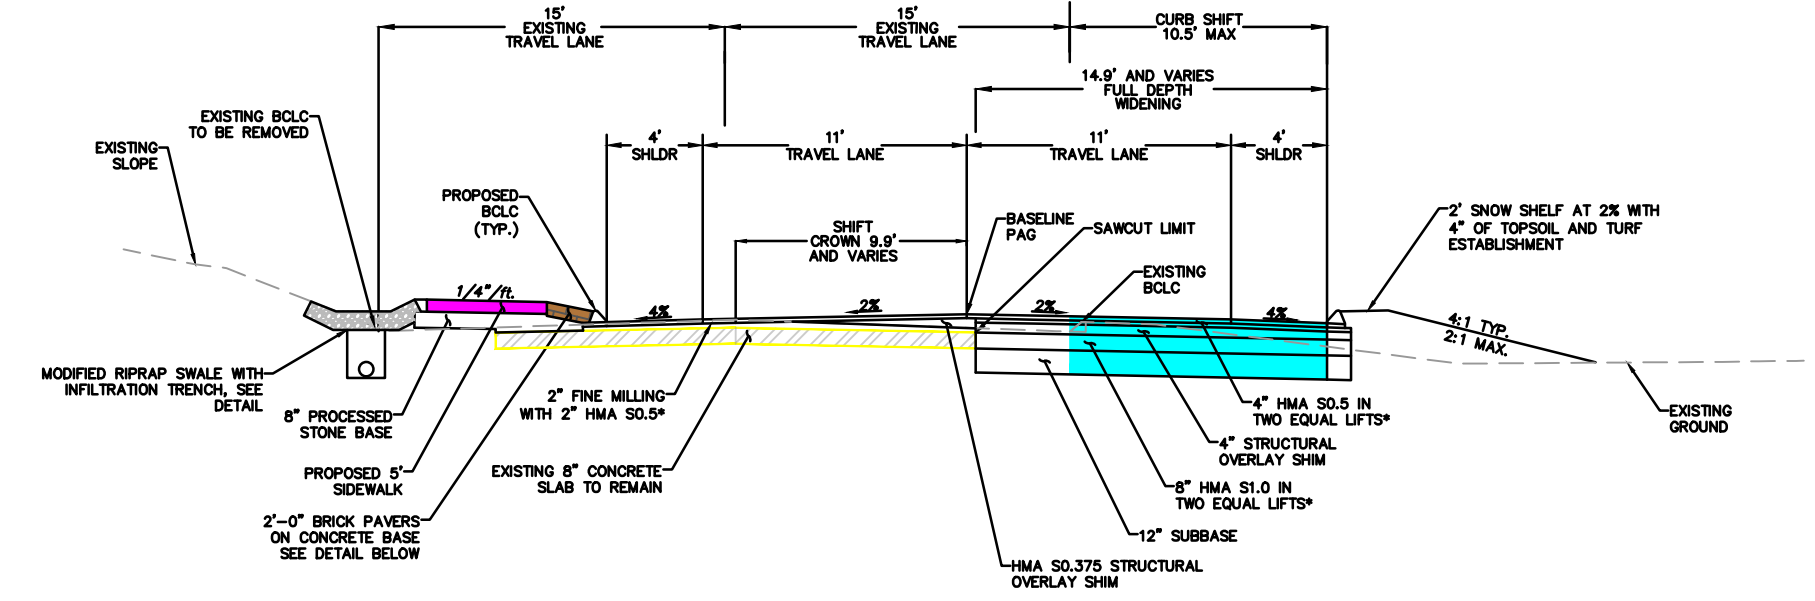 15'
EXISTING
TRAVEL LANE
15'
EXISTING
TRAVEL LANE
CURB SHIFT
10.5' MAX
14.9' AND VARIES
FULL DEPTH
WIDENING
EXISTING BCLC
TO BE REMOVED
EXISTING
SLOPE
4'
SHLDR
11'
TRAVEL LANE
11'
TRAVEL LANE
4'
SHLDR
PROPOSED
BCLC
(TYP.)
SHIFT
CROWN 9.9'
AND VARIES
BASELINE
PAG
SAWCUT LIMIT
EXISTING
BCLC
2' SNOW SHELF AT 2% WITH
4" OF TOPSOIL AND TURF
ESTABLISHMENT
1/4"/ft.
4%
2%
2%
4%
4:1 TYP.
2:1 MAX.
MODIFIED RIPRAP SWALE WITH
INFILTRATION TRENCH, SEE
DETAIL
8" PROCESSED
STONE BASE
PROPOSED 5'
SIDEWALK
2'-0" BRICK PAVERS
ON CONCRETE BASE
SEE DETAIL BELOW
2" FINE MILLING
WITH 2" HMA S0.5*
EXISTING 8" CONCRETE
SLAB TO REMAIN
4" HMA S0.5 IN
TWO EQUAL LIFTS*
4" STRUCTURAL
OVERLAY SHIM
8" HMA S1.0 IN
TWO EQUAL LIFTS*
12" SUBBASE
HMA S0.375 STRUCTURAL
OVERLAY SHIM
EXISTING
GROUND